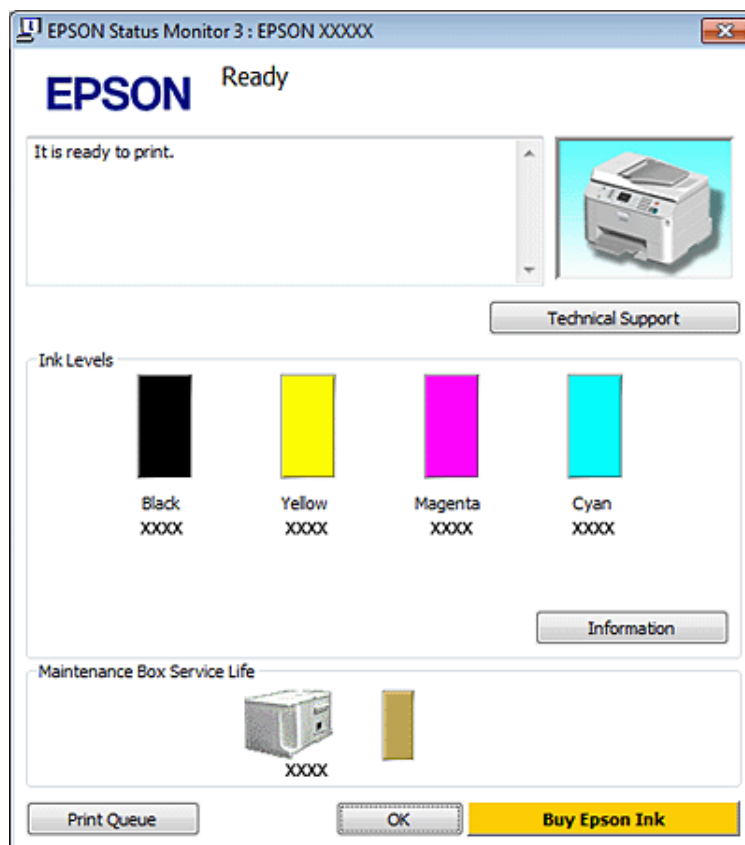 EPSON Status Monitor 3 : EPSON XXXXX
EPSON
Ready
It is ready to print.
Technical Support
Ink Levels
Black
Yellow
Magenta
Cyan
XXXX
XXXX
XXXX
XXXX
Information
Maintenance Box Service Life
XXXX
Print Queue
OK
Buy Epson Ink